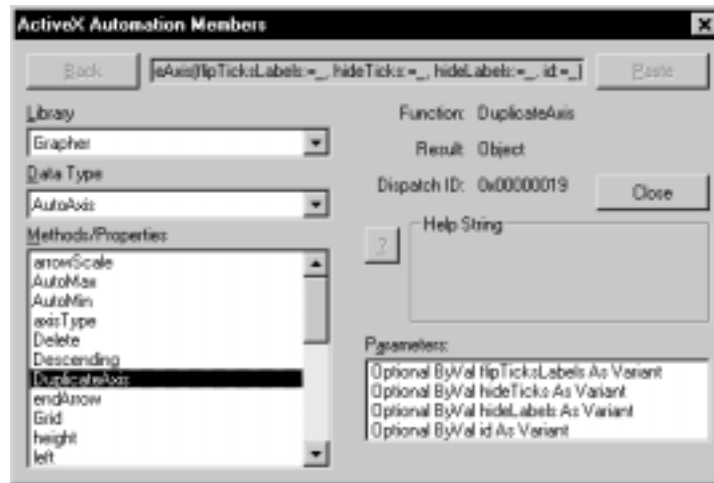 ActiveX Automation Members
Back
eAxis(flipTicksLabels:=_, hideTicks:=_, hideLabels:=_, id:=_)
Paste
Library
Grapher
Function: DuplicateAxis
Result: Object
Data Type
AutoAxis
Dispatch ID: 0x00000019
Close
Methods/Properties
arrowScale
AutoMax
AutoMin
axisType
Delete
Descending
DuplicateAxis
endArrow
Grid
height
left
?
Help String
Parameters:
Optional ByVal flipTicksLabels As Variant
Optional ByVal hideTicks As Variant
Optional ByVal hideLabels As Variant
Optional ByVal id As Variant